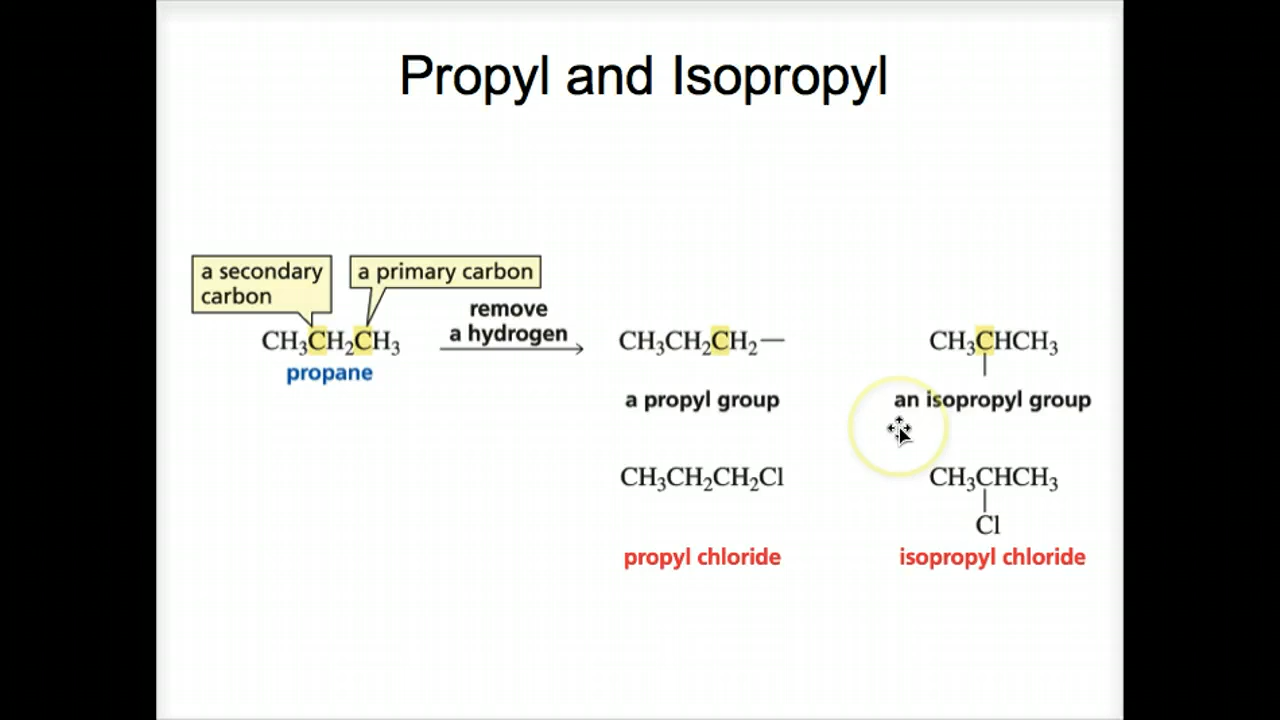 Propyl and Isopropyl
a secondary
carbon
a primary carbon
remove
a hydrogen
CH₃CH₂CH₃
propane
CH₃CH₂CH₂—
a propyl group
CH₃CHCH₃
|
an isopropyl group
CH₃CH₂CH₂Cl
propyl chloride
CH₃CHCH₃
|
Cl
isopropyl chloride